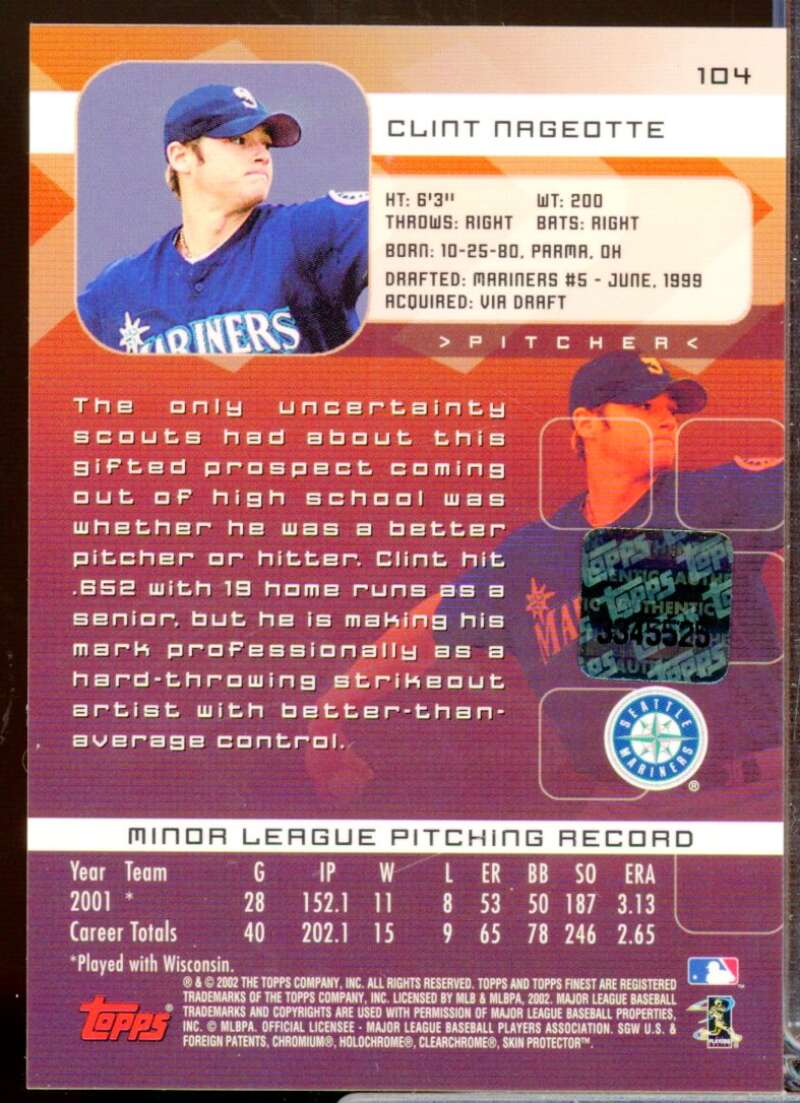 104
CLINT NAGEOTTE
HT: 6'3" WT: 200
THROWS: RIGHT BATS: RIGHT
BORN: 10-25-80, PARMA, OH
DRAFTED: MARINERS #5 - JUNE, 1999
ACQUIRED: VIA DRAFT
>PITCHER<
MARINERS
The only uncertainty
scouts had about this
gifted prospect coming
out of high school was
whether he was a better
pitcher or hitter. Clint hit
.652 with 19 home runs as a
senior, but he is making his
mark professionally as a
hard-throwing strikeout
artist with better-than-
average control.
Topps
AUTHENTIC
Topps
SEATTLE
MARINERS
®
MINOR LEAGUE PITCHING RECORD
Year Team G IP W L ER BB SO ERA
2001 * 28 152.1 11 8 53 50 187 3.13
Career Totals 40 202.1 15 9 65 78 246 2.65
*Played with Wisconsin.
® & © 2002 THE TOPPS COMPANY, INC. ALL RIGHTS RESERVED. TOPPS AND TOPPS FINEST ARE REGISTERED
TRADEMARKS OF THE TOPPS COMPANY, INC. LICENSED BY MLB & MLBPA, 2002. MAJOR LEAGUE BASEBALL
TRADEMARKS AND COPYRIGHTS ARE USED WITH PERMISSION OF MAJOR LEAGUE BASEBALL PROPERTIES,
INC. © MLBPA. OFFICIAL LICENSEE - MAJOR LEAGUE BASEBALL PLAYERS ASSOCIATION. SGW U.S. &
FOREIGN PATENTS, CHROMIUM®, HOLOCHROME®, CLEARCHROME®, SKIN PROTECTOR™.
Topps®